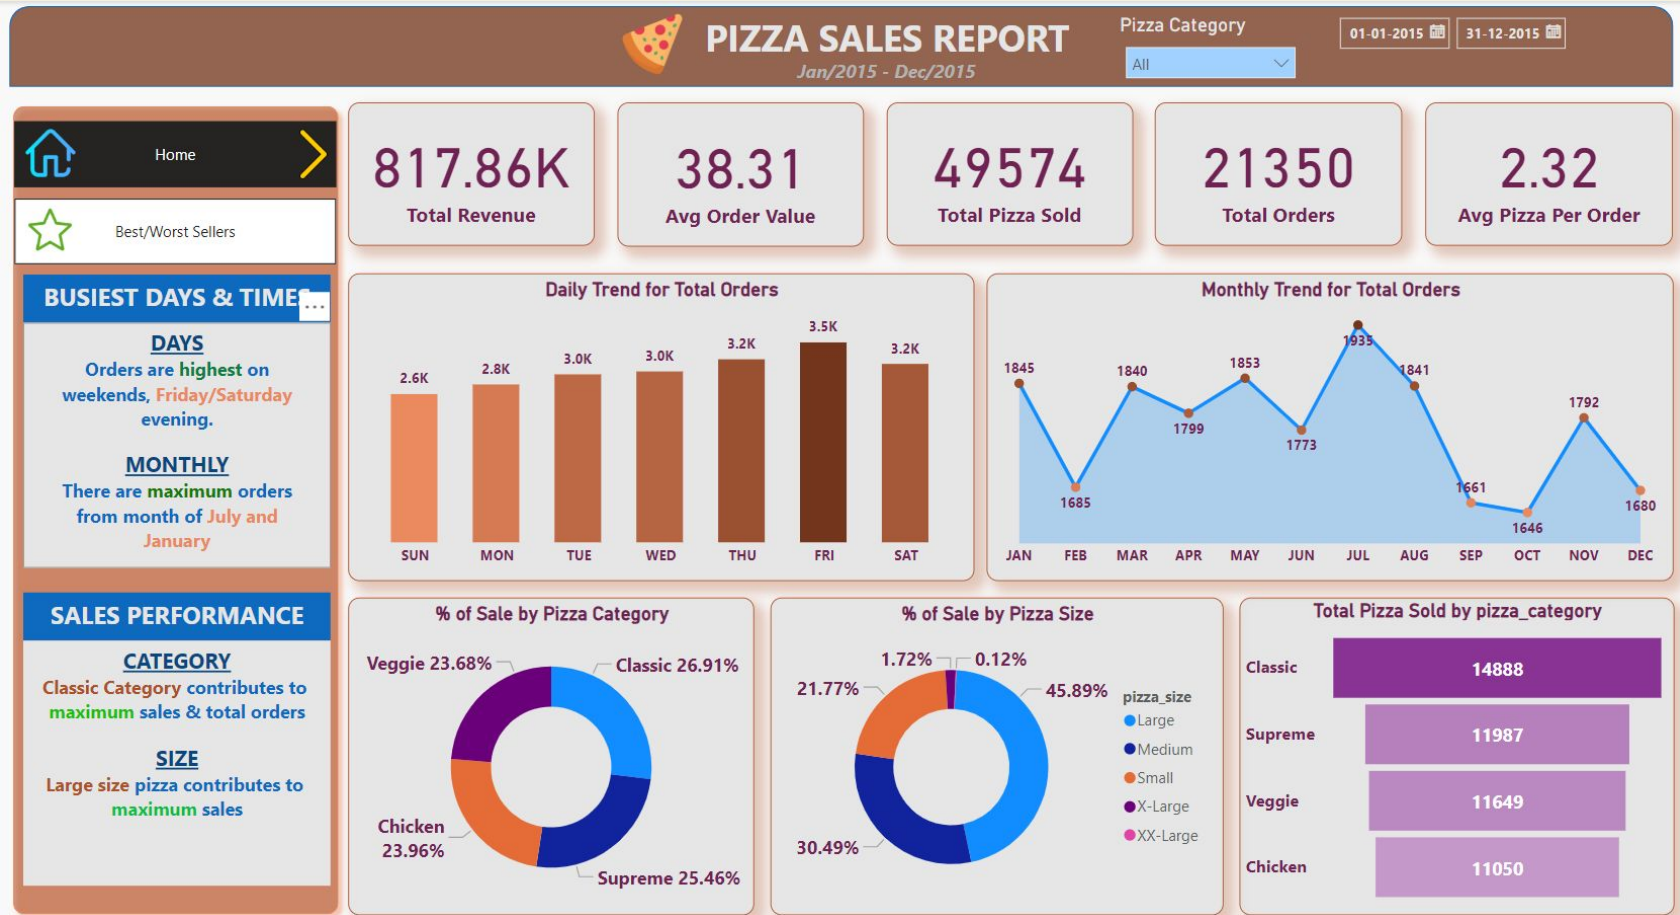 PIZZA SALES REPORT
Jan/2015 - Dec/2015
Pizza Category
All
01-01-2015
31-12-2015
Home
Best/Worst Sellers
817.86K
Total Revenue
38.31
Avg Order Value
49574
Total Pizza Sold
21350
Total Orders
2.32
Avg Pizza Per Order
BUSIEST DAYS & TIMES
...
DAYS
Orders are highest on
weekends, Friday/Saturday
evening.
MONTHLY
There are maximum orders
from month of July and
January
Daily Trend for Total Orders
2.6K
2.8K
3.0K
3.0K
3.2K
3.5K
3.2K
SUN
MON
TUE
WED
THU
FRI
SAT
Monthly Trend for Total Orders
1845
1685
1840
1799
1853
1773
1935
1841
1661
1646
1792
1680
JAN
FEB
MAR
APR
MAY
JUN
JUL
AUG
SEP
OCT
NOV
DEC
SALES PERFORMANCE
CATEGORY
Classic Category contributes to
maximum sales & total orders
SIZE
Large size pizza contributes to
maximum sales
% of Sale by Pizza Category
Veggie 23.68%
Classic 26.91%
Chicken
23.96%
Supreme 25.46%
% of Sale by Pizza Size
1.72%
0.12%
21.77%
45.89%
30.49%
pizza_size
Large
Medium
Small
X-Large
XX-Large
Total Pizza Sold by pizza_category
Classic
14888
Supreme
11987
Veggie
11649
Chicken
11050